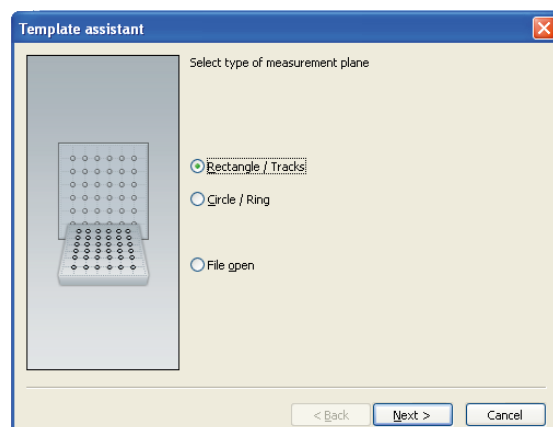 Template assistant
Select type of measurement plane
Rectangle / Tracks
Circle / Ring
File open
< Back Next > Cancel